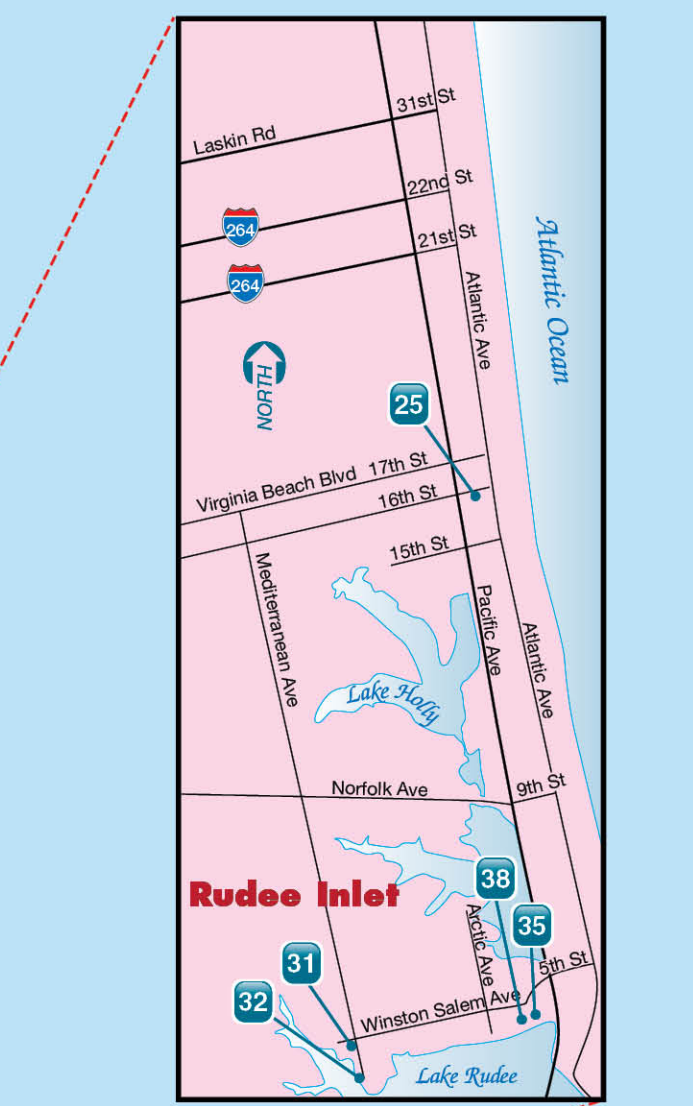 31st St
Laskin Rd
22nd St
264
21st St
264
Atlantic Ocean
Atlantic Ave
NORTH
25
Virginia Beach Blvd 17th St
16th St
15th St
Mediterranean Ave
Pacific Ave
Atlantic Ave
Lake Holly
Norfolk Ave
9th St
38
Rudee Inlet
35
Arctic Ave
31
5th St
32
Winston Salem Ave
Lake Rudee